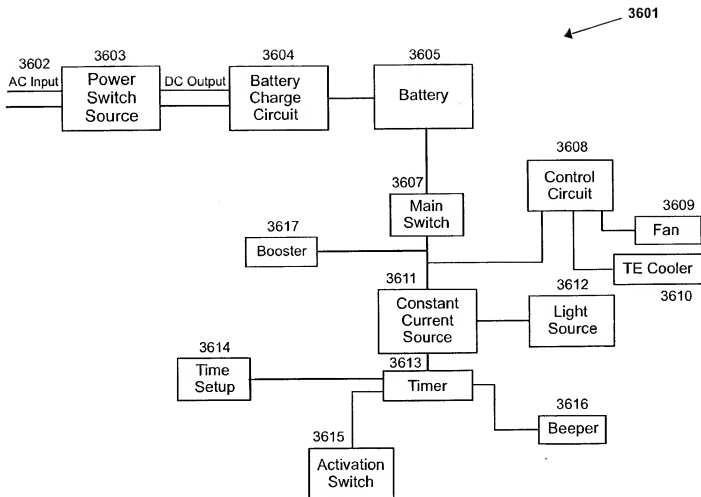 3601
3602
AC Input
3603
Power
Switch
Source
DC Output
3604
Battery
Charge
Circuit
3605
Battery
3607
Main
Switch
3608
Control
Circuit
3609
Fan
TE Cooler
3610
3617
Booster
3611
Constant
Current
Source
3612
Light
Source
3613
Timer
3614
Time
Setup
3615
Activation
Switch
3616
Beeper